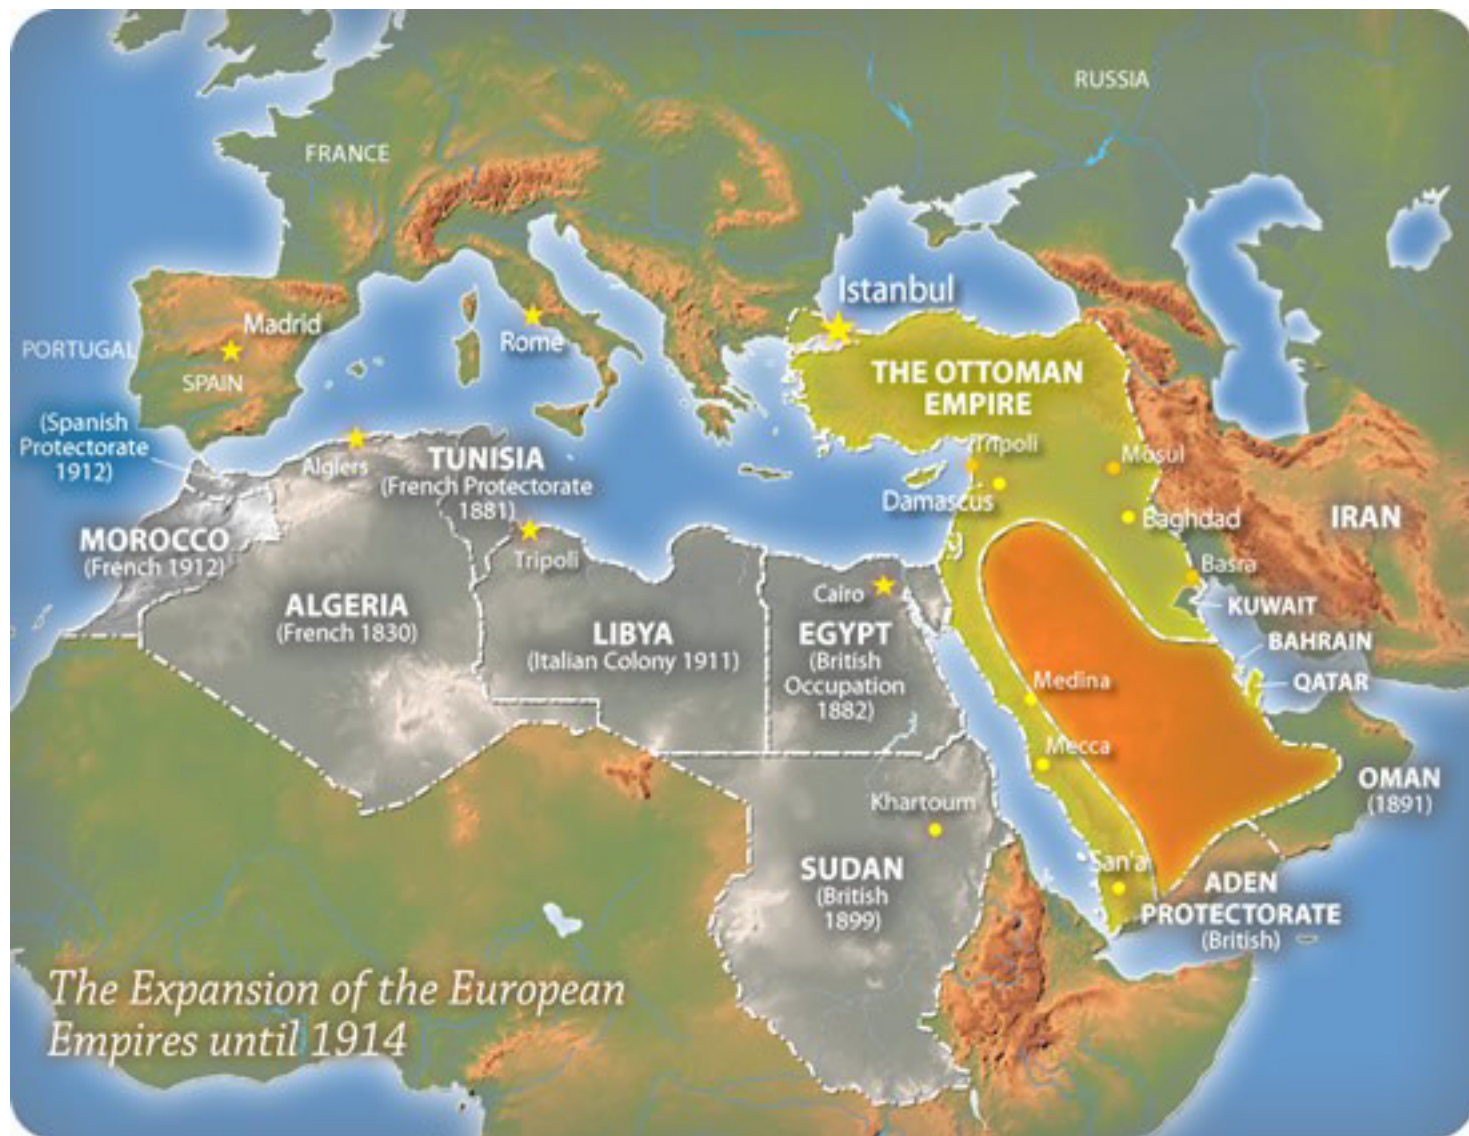 RUSSIA
FRANCE
Istanbul
Madrid
Rome
PORTUGAL
SPAIN
THE OTTOMAN
EMPIRE
(Spanish
Protectorate
1912)
Algiers
TUNISIA
(French Protectorate
1881)
Tripoli
Mosul
Damascus
Baghdad
IRAN
MOROCCO
(French 1912)
Tripoli
Basra
KUWAIT
Cairo
ALGERIA
(French 1830)
LIBYA
(Italian Colony 1911)
EGYPT
(British
Occupation
1882)
BAHRAIN
QATAR
Medina
Mecca
OMAN
(1891)
Khartoum
SUDAN
(British
1899)
San'a
ADEN
PROTECTORATE
(British)
The Expansion of the European
Empires until 1914